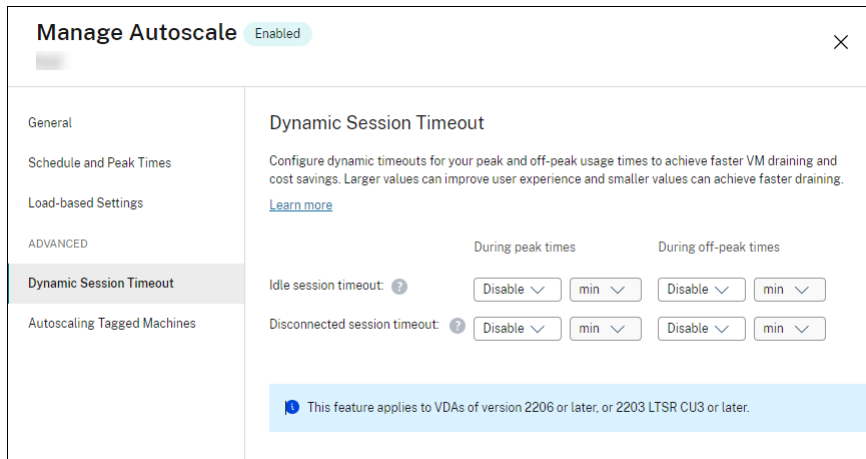 Manage Autoscale Enabled
General
Schedule and Peak Times
Load-based Settings
ADVANCED
Dynamic Session Timeout
Autoscaling Tagged Machines
Dynamic Session Timeout
Configure dynamic timeouts for your peak and off-peak usage times to achieve faster VM draining and
cost savings. Larger values can improve user experience and smaller values can achieve faster draining.
Learn more
During peak times During off-peak times
Idle session timeout: ? Disable min Disable min
Disconnected session timeout: ? Disable min Disable min
i This feature applies to VDAs of version 2206 or later, or 2203 LTSR CU3 or later.